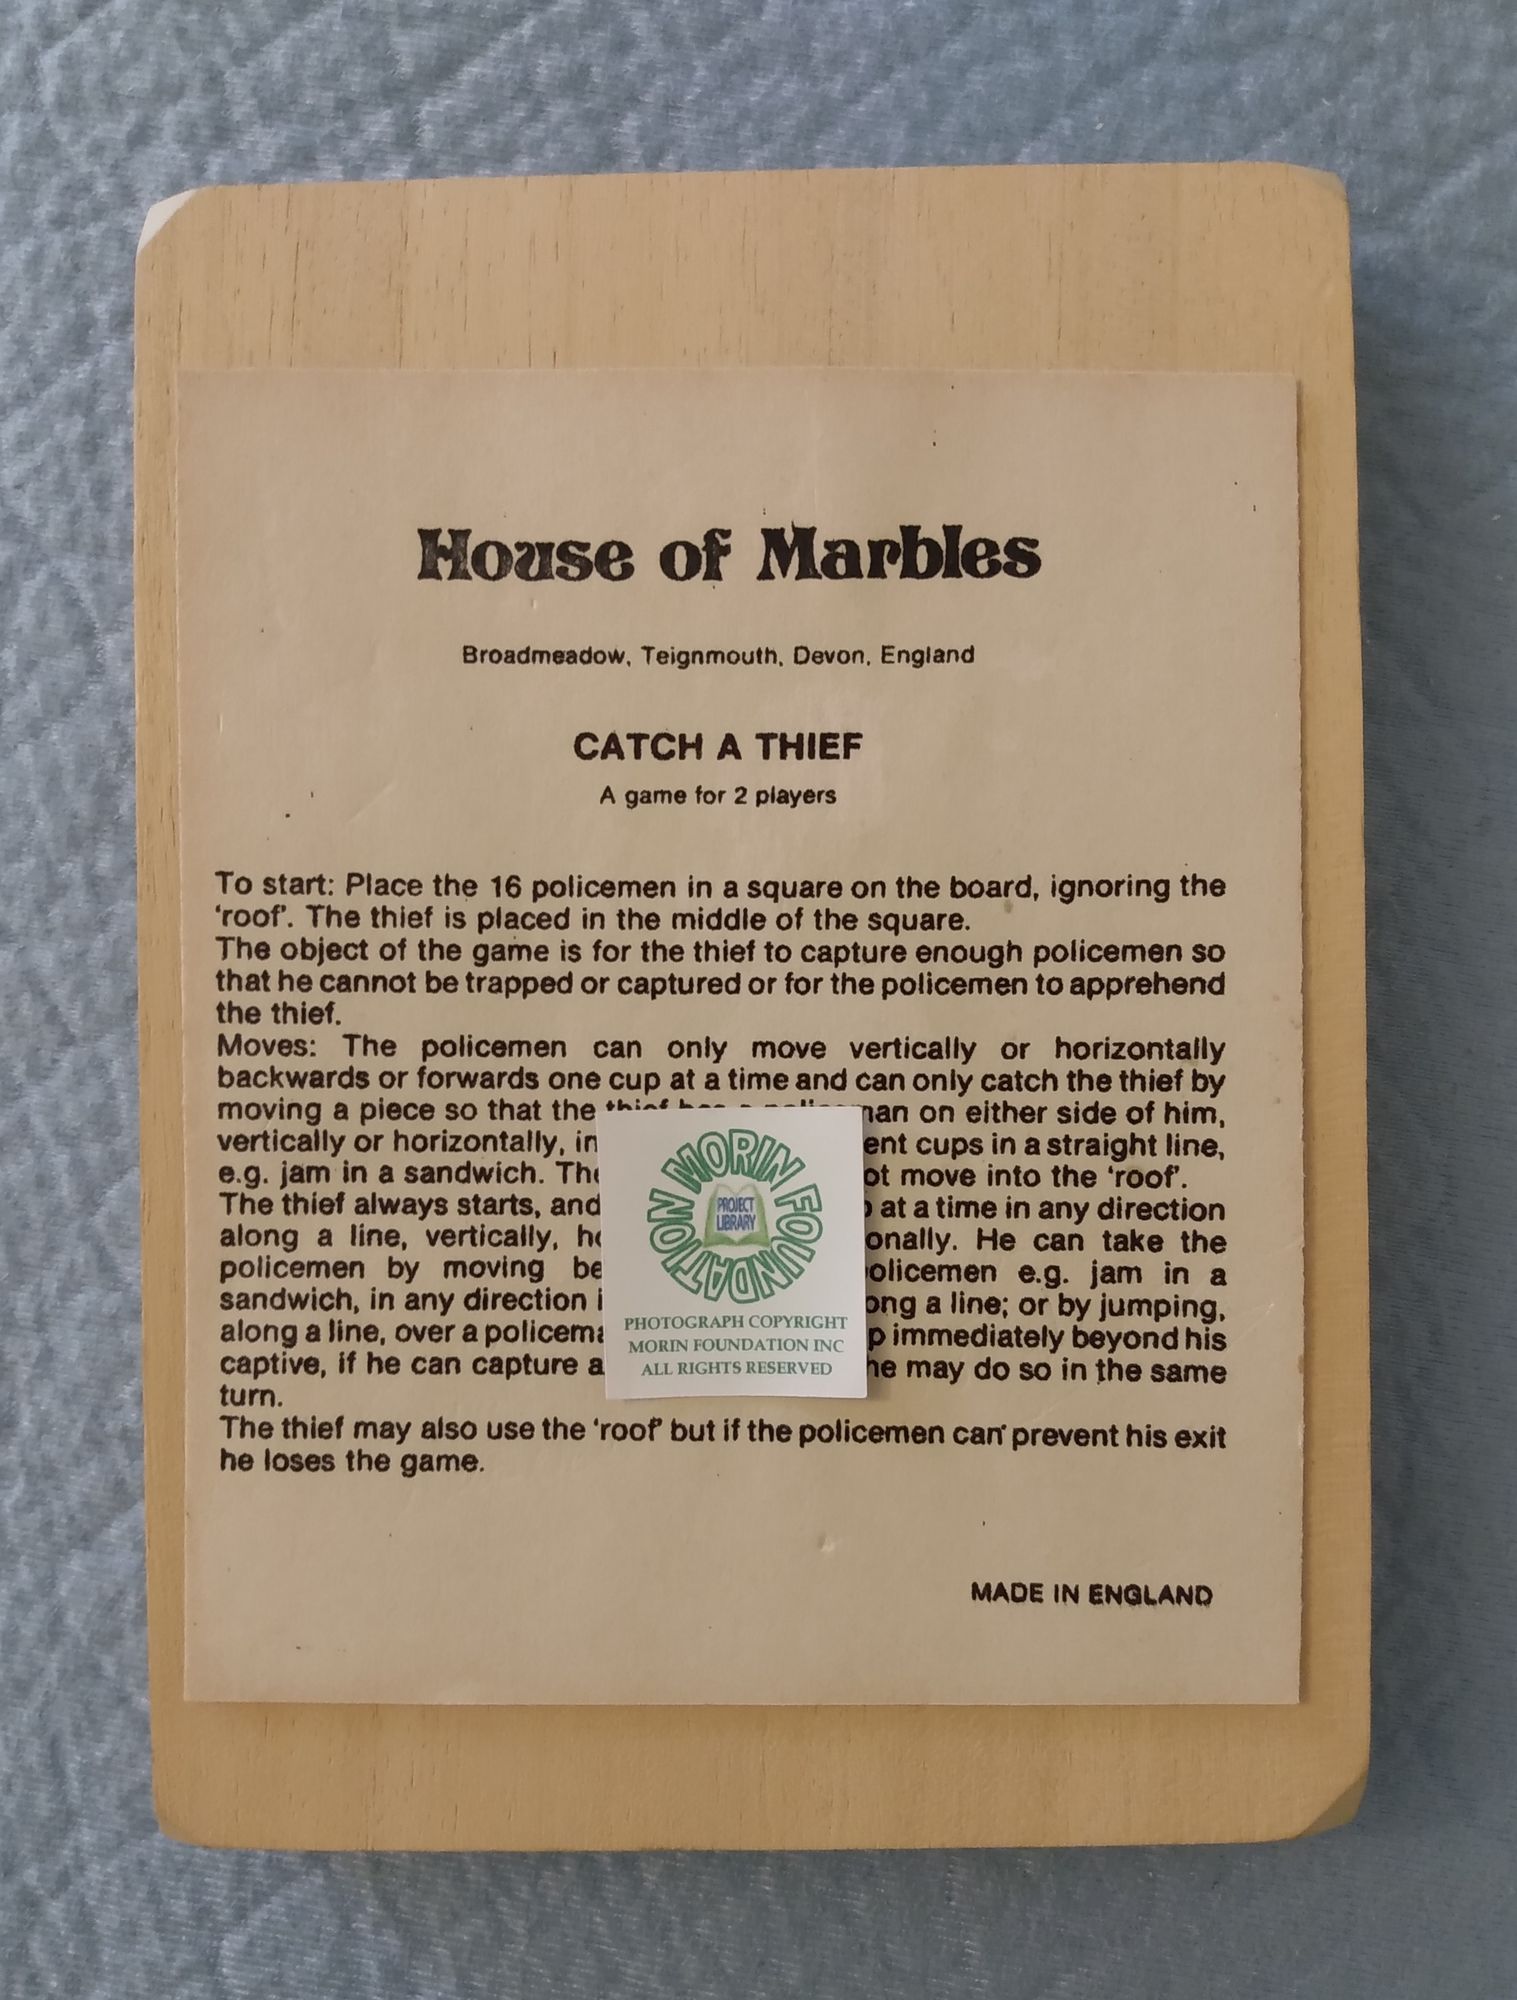 House of Marbles
Broadmeadow, Teignmouth, Devon, England
CATCH A THIEF
A game for 2 players
To start: Place the 16 policemen in a square on the board, ignoring the
‘roof’. The thief is placed in the middle of the square.
The object of the game is for the thief to capture enough policemen so
that he cannot be trapped or captured or for the policemen to apprehend
the thief.
Moves: The policemen can only move vertically or horizontally
backwards or forwards one cup at a time and can only catch the thief by
moving a piece so that the thief has a policeman on either side of him,
vertically or horizontally, in cups in a straight line,
e.g. jam in a sandwich. move into the ‘roof’.
The thief always starts, and at a time in any direction
along a line, vertically, He can take the
policemen by moving policemen e.g. jam in a
sandwich, in any direction a line; or by jumping,
along a line, over a immediately beyond his
captive, if he can capture he may do so in the same
turn.
The thief may also use the ‘roof’ but if the policemen can prevent his exit
he loses the game.
MADE IN ENGLAND
MORIN FOUNDATION
PROJECT
LIBRARY
PHOTOGRAPH COPYRIGHT
MORIN FOUNDATION INC
ALL RIGHTS RESERVED